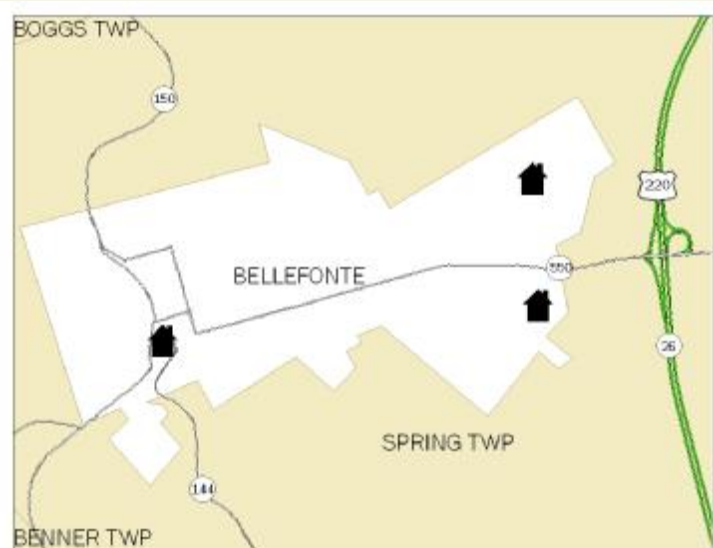 BOGGS TWP
150
220
BELLEFONTE
550
26
SPRING TWP
144
BENNER TWP